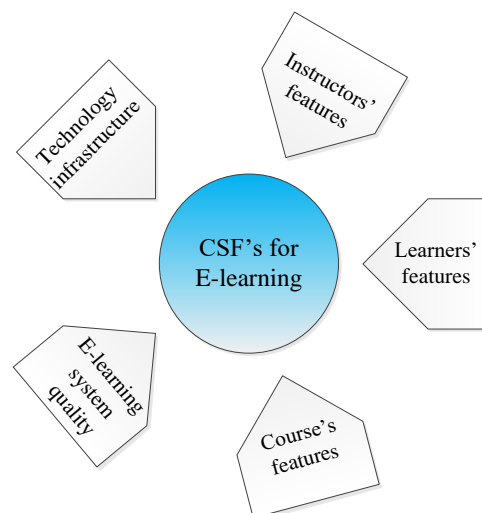 Technology
infrastructure
Instructors’
features
CSF’s for
E-learning
Learners’
features
E-learning
system
quality
Course’s
features